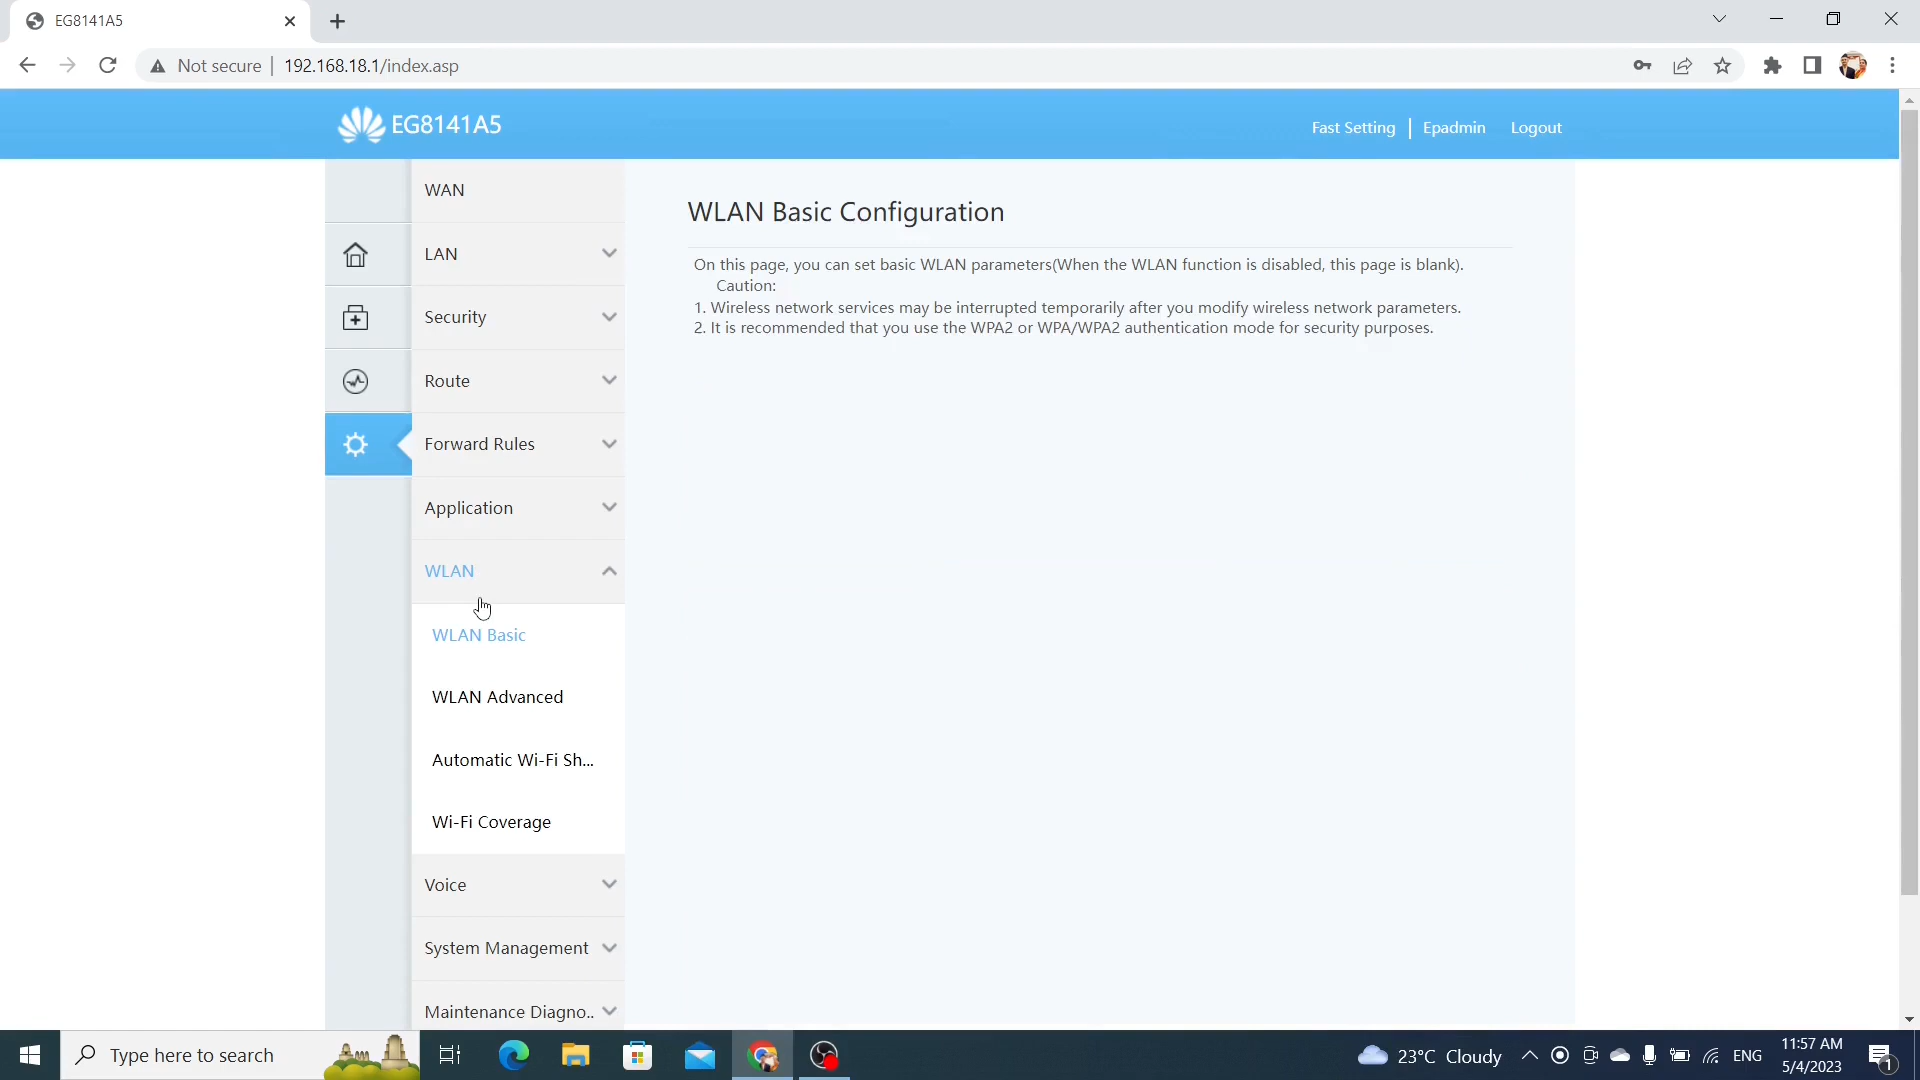 EG8141A5
Not secure
192.168.18.1/index.asp
EG8141A5
Fast Setting
Epadmin
Logout
WAN
LAN
Security
Route
Forward Rules
Application
WLAN
WLAN Basic
WLAN Advanced
Automatic Wi-Fi Sh...
Wi-Fi Coverage
Voice
System Management
Maintenance Diagno..
WLAN Basic Configuration
On this page, you can set basic WLAN parameters(When the WLAN function is disabled, this page is blank).
Caution:
1. Wireless network services may be interrupted temporarily after you modify wireless network parameters.
2. It is recommended that you use the WPA2 or WPA/WPA2 authentication mode for security purposes.
Type here to search
23°C Cloudy
ENG
11:57 AM
5/4/2023
1